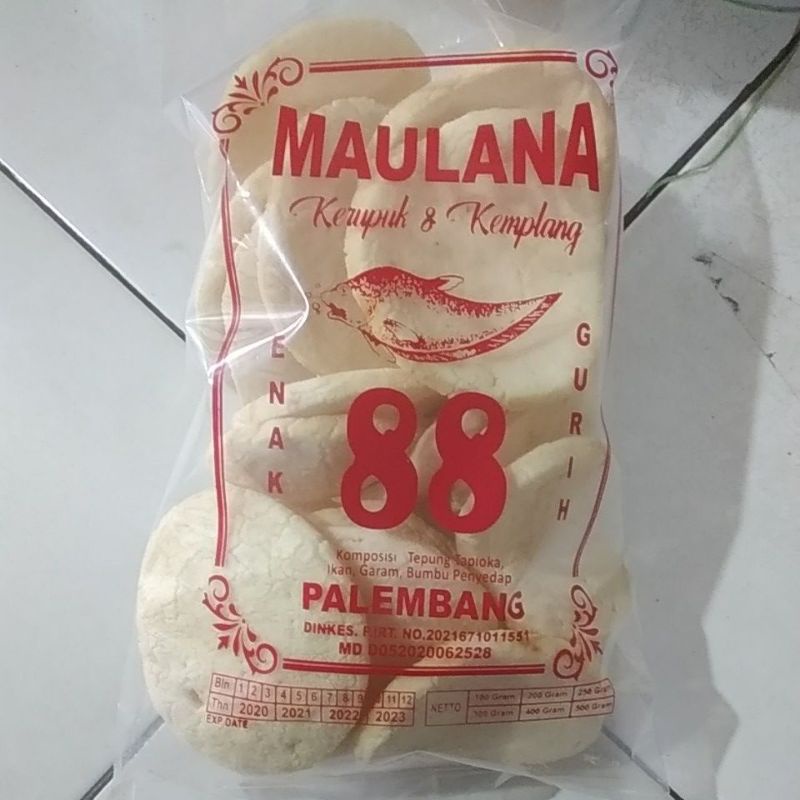 MAULANA
Kerupuk & Kemplang
ENAK
GURIH
88
Komposisi Tepung Tapioka,
Ikan, Garam, Bumbu Penyedap
PALEMBANG
DINKES. P.IRT. NO.2021671011551
MD D052020062528
Bln 1 2 3 4 5 6 7 8 9 11 12
Thn 2020 2021 2022 2023
EXP DATE
NETTO
100 Gram 200 Gram 250 Gram
300 Gram 400 Gram 500 Gram